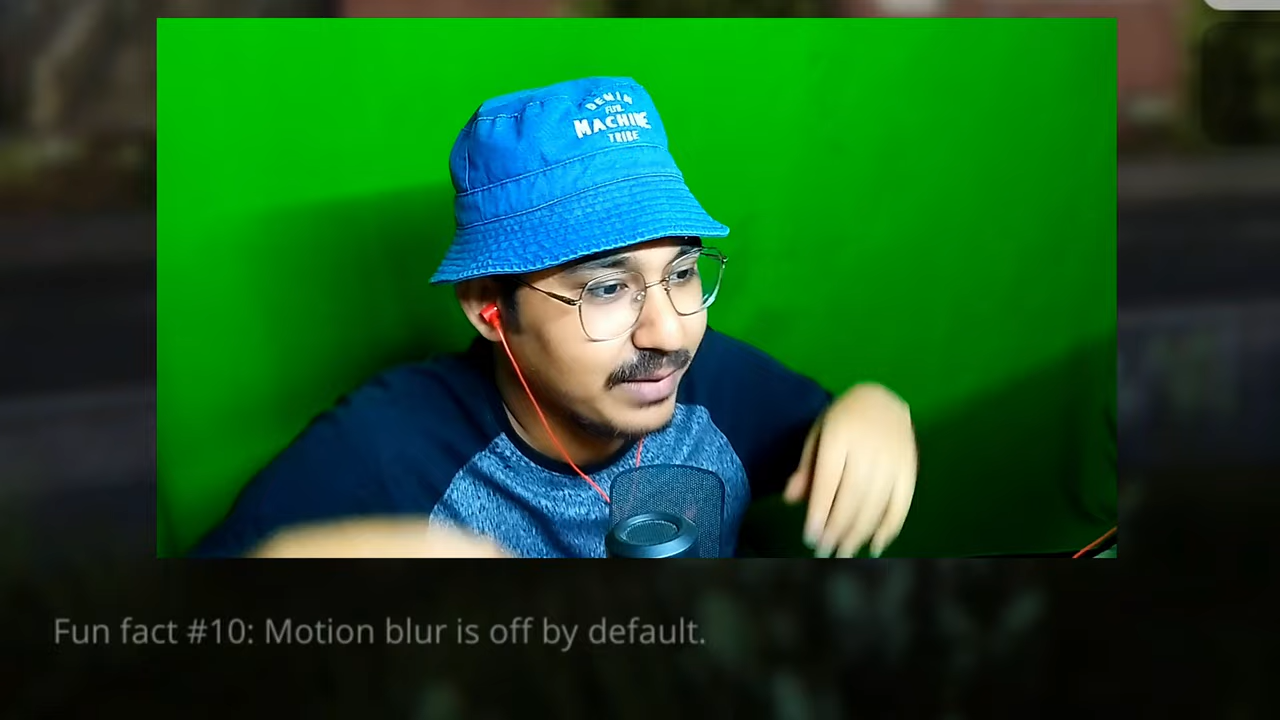 DENIM
FUEL
MACHINE
TRIBE
Fun fact #10: Motion blur is off by default.